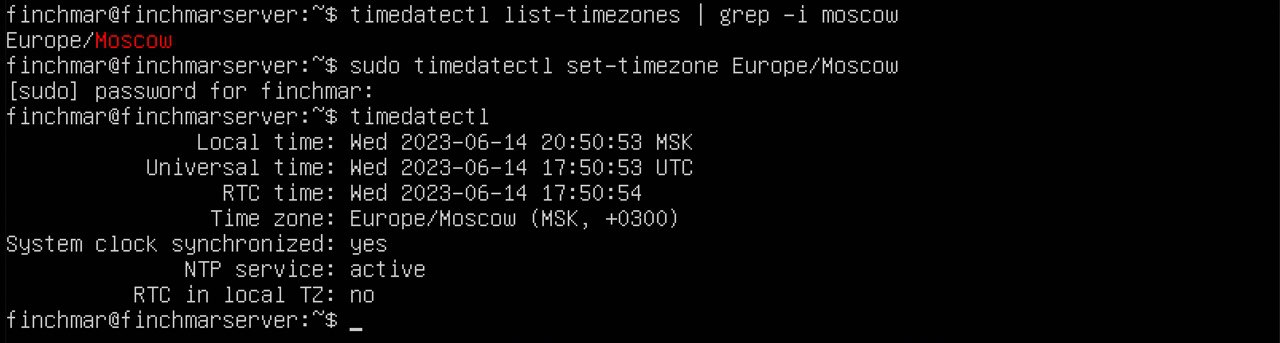 finchmar@finchmarserver:~$ timedatectl list-timezones | grep -i moscow
Europe/Moscow
finchmar@finchmarserver:~$ sudo timedatectl set-timezone Europe/Moscow
[sudo] password for finchmar:
finchmar@finchmarserver:~$ timedatectl
Local time: Wed 2023-06-14 20:50:53 MSK
Universal time: Wed 2023-06-14 17:50:53 UTC
RTC time: Wed 2023-06-14 17:50:54
Time zone: Europe/Moscow (MSK, +0300)
System clock synchronized: yes
NTP service: active
RTC in local TZ: no
finchmar@finchmarserver:~$ _